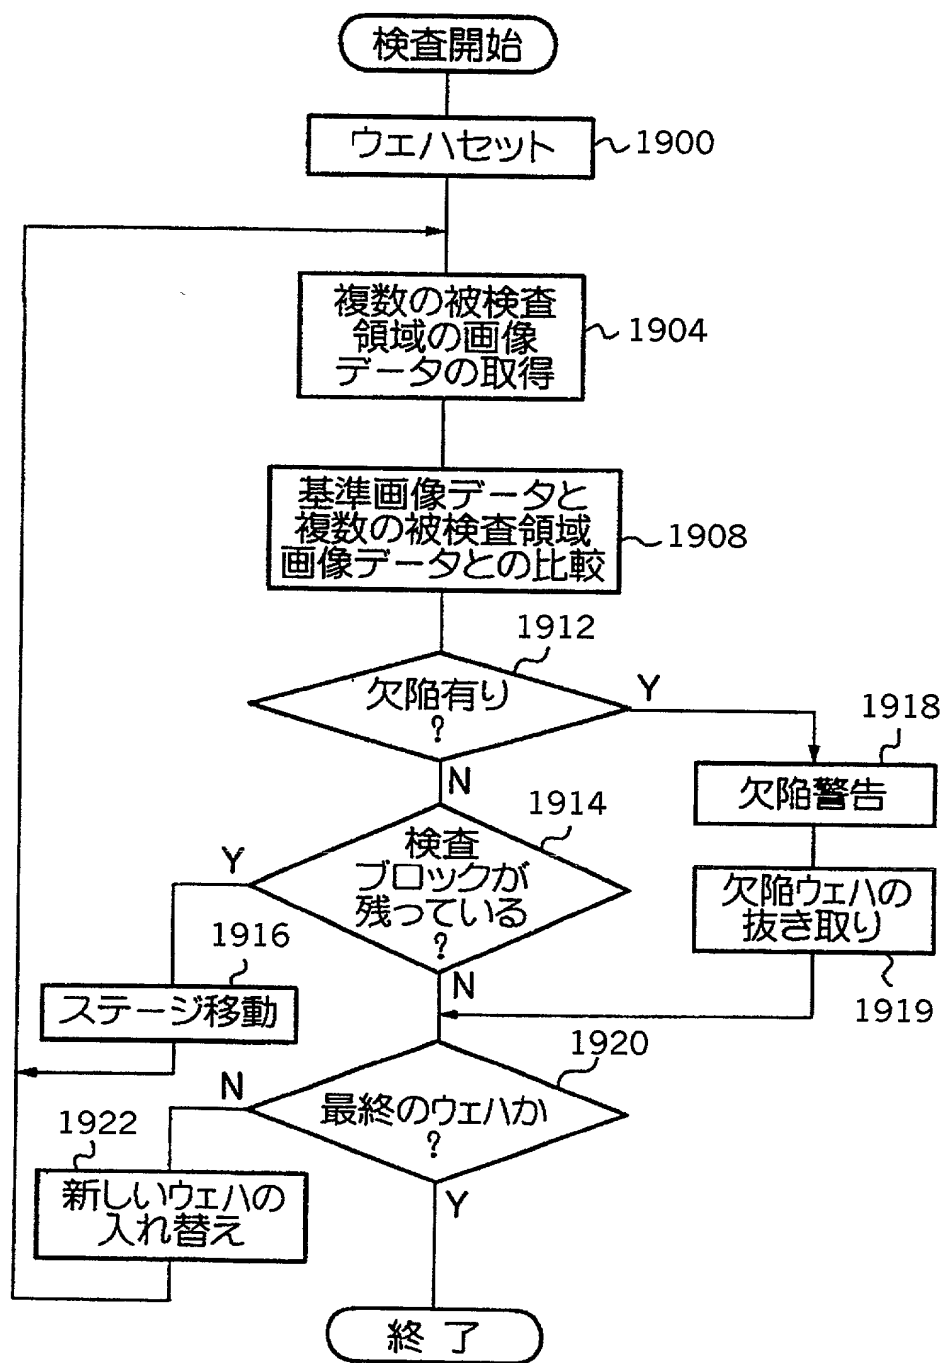 検査開始
ウェハセット
1900
複数の被検査
領域の画像
データの取得
1904
基準画像データと
複数の被検査領域
画像データとの比較
1908
1912
欠陥有り
?
Y
N
1918
欠陥警告
1914
検査
ブロックが
残っている
?
Y
N
欠陥ウェハの
抜き取り
1919
1916
ステージ移動
1920
最終のウェハか
?
N
Y
1922
新しいウェハの
入れ替え
終了